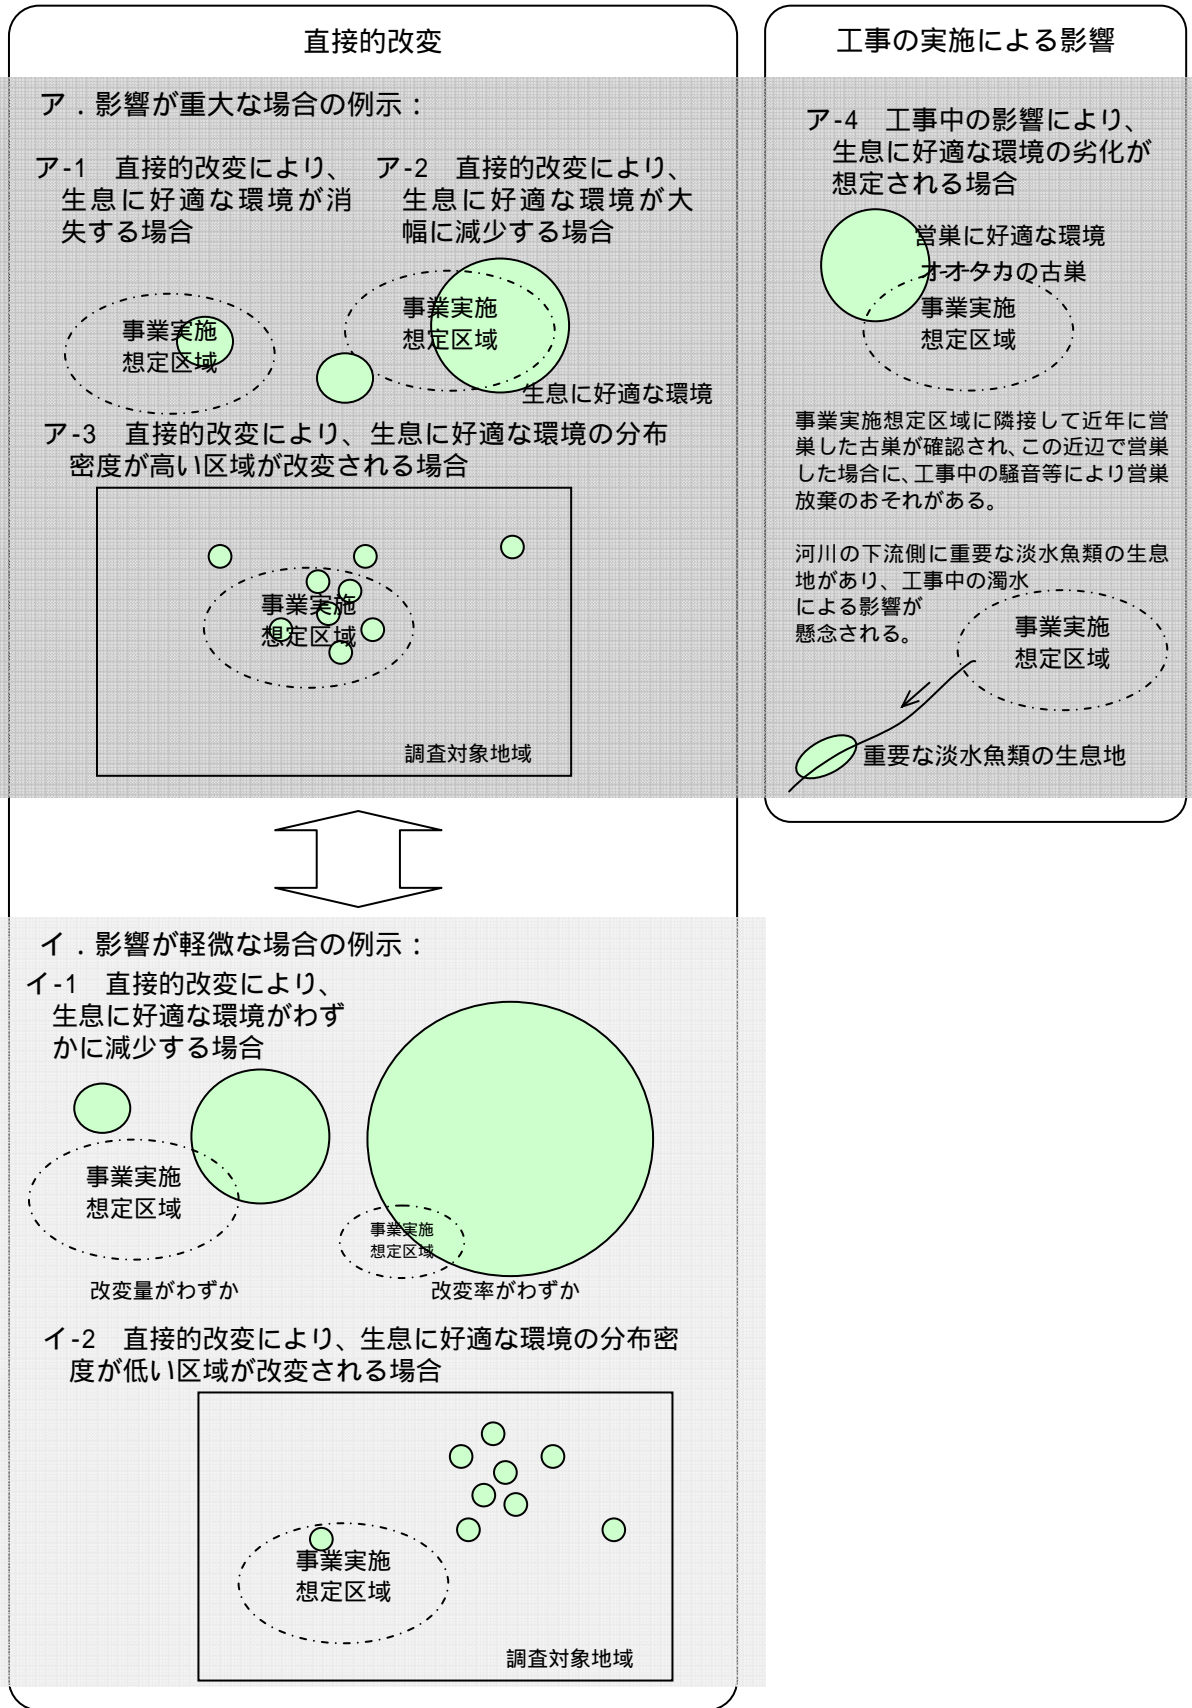 直接的改変
ア．影響が重大な場合の例示：
ア-1　直接的改変により、
生息に好適な環境が消
失する場合
ア-2　直接的改変により、
生息に好適な環境が大
幅に減少する場合
事業実施
想定区域
事業実施
想定区域
生息に好適な環境
ア-3　直接的改変により、生息に好適な環境の分布
密度が高い区域が改変される場合
事業実施
想定区域
調査対象地域
イ．影響が軽微な場合の例示：
イ-1　直接的改変により、
生息に好適な環境がわず
かに減少する場合
事業実施
想定区域
事業実施
想定区域
改変量がわずか
改変率がわずか
イ-2　直接的改変により、生息に好適な環境の分布密
度が低い区域が改変される場合
事業実施
想定区域
調査対象地域
工事の実施による影響
ア-4　工事中の影響により、
生息に好適な環境の劣化が
想定される場合
営巣に好適な環境
オオタカの古巣
事業実施
想定区域
事業実施想定区域に隣接して近年に営
巣した古巣が確認され、この近辺で営巣
した場合に、工事中の騒音等により営巣
放棄のおそれがある。
河川の下流側に重要な淡水魚類の生息
地があり、工事中の濁水
による影響が
懸念される。
事業実施
想定区域
重要な淡水魚類の生息地